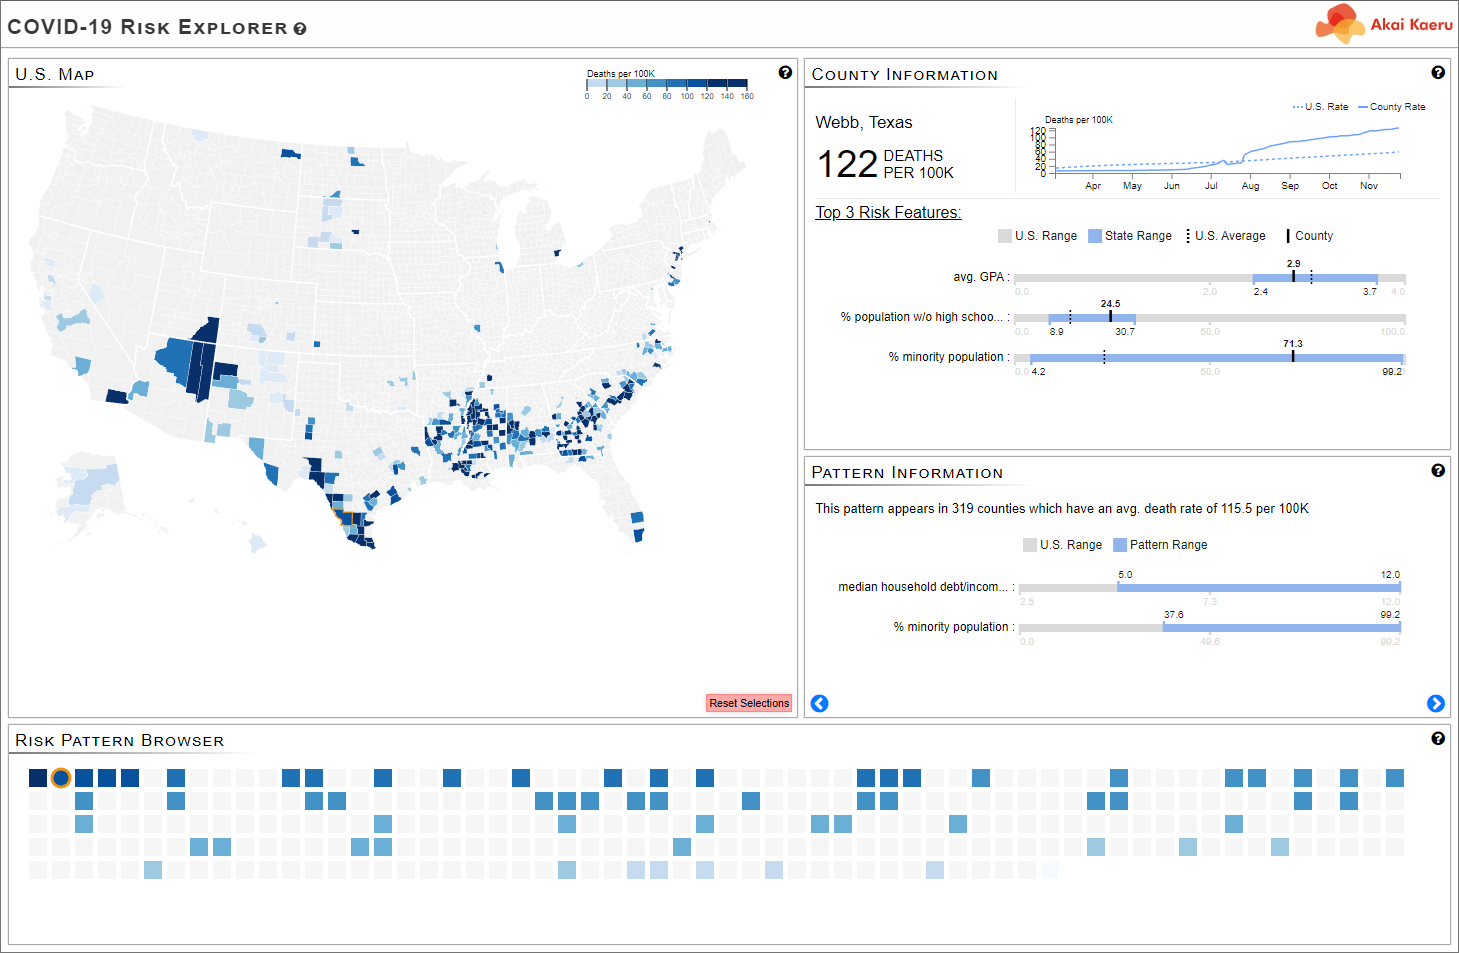 COVID-19 Risk Explorer ?
Akai Kaeru
U.S. Map
Deaths per 100K
0 20 40 60 80 100 120 140 160
?
Reset Selections
County Information
?
Webb, Texas
122 DEATHS
PER 100K
U.S. Rate County Rate
Deaths per 100K
120
100
80
60
40
20
0
Apr May Jun Jul Aug Sep Oct Nov
Top 3 Risk Features:
U.S. Range State Range U.S. Average County
2.9
avg. GPA :
0.0 2.0 2.4 3.7 4.0
24.5
% population w/o high schoo... :
0.0 8.9 30.7 50.0 100.0
71.3
% minority population :
0.0 4.2 50.0 99.2
Pattern Information
?
This pattern appears in 319 counties which have an avg. death rate of 115.5 per 100K
U.S. Range Pattern Range
5.0 12.0
median household debt/incom... :
2.5 7.3 12.0
37.6 99.2
% minority population :
0.0 49.6 99.2
Risk Pattern Browser
?